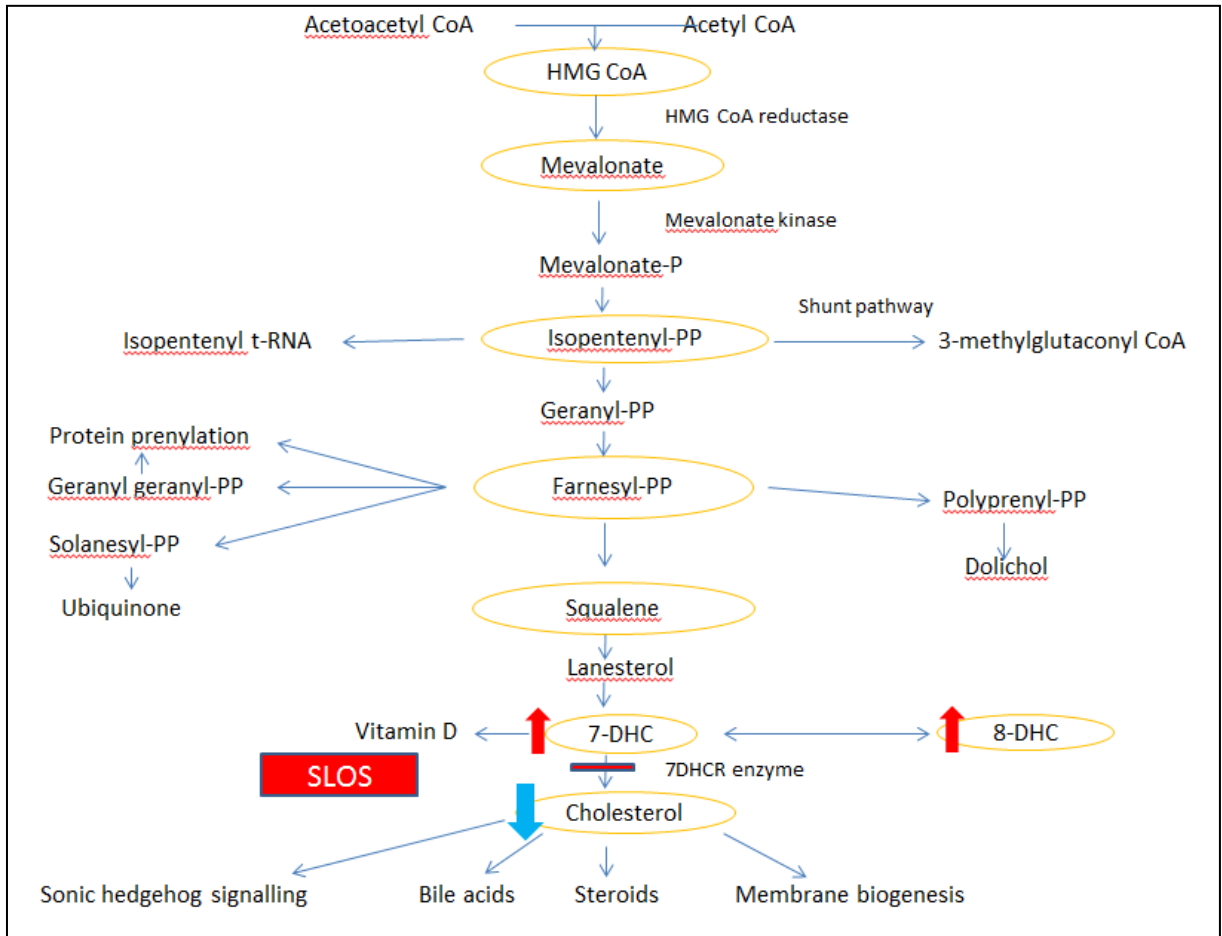 Acetoacetyl CoA
Acetyl CoA
HMG CoA
HMG CoA reductase
Mevalonate
Mevalonate kinase
Mevalonate-P
Shunt pathway
Isopentenyl t-RNA
Isopentenyl-PP
3-methylglutaconyl CoA
Geranyl-PP
Protein prenylation
Geranyl geranyl-PP
Farnesyl-PP
Polyprenyl-PP
Solanesyl-PP
Dolichol
Ubiquinone
Squalene
Lanesterol
Vitamin D
7-DHC
8-DHC
SLOS
7DHCR enzyme
Cholesterol
Sonic hedgehog signalling
Bile acids
Steroids
Membrane biogenesis